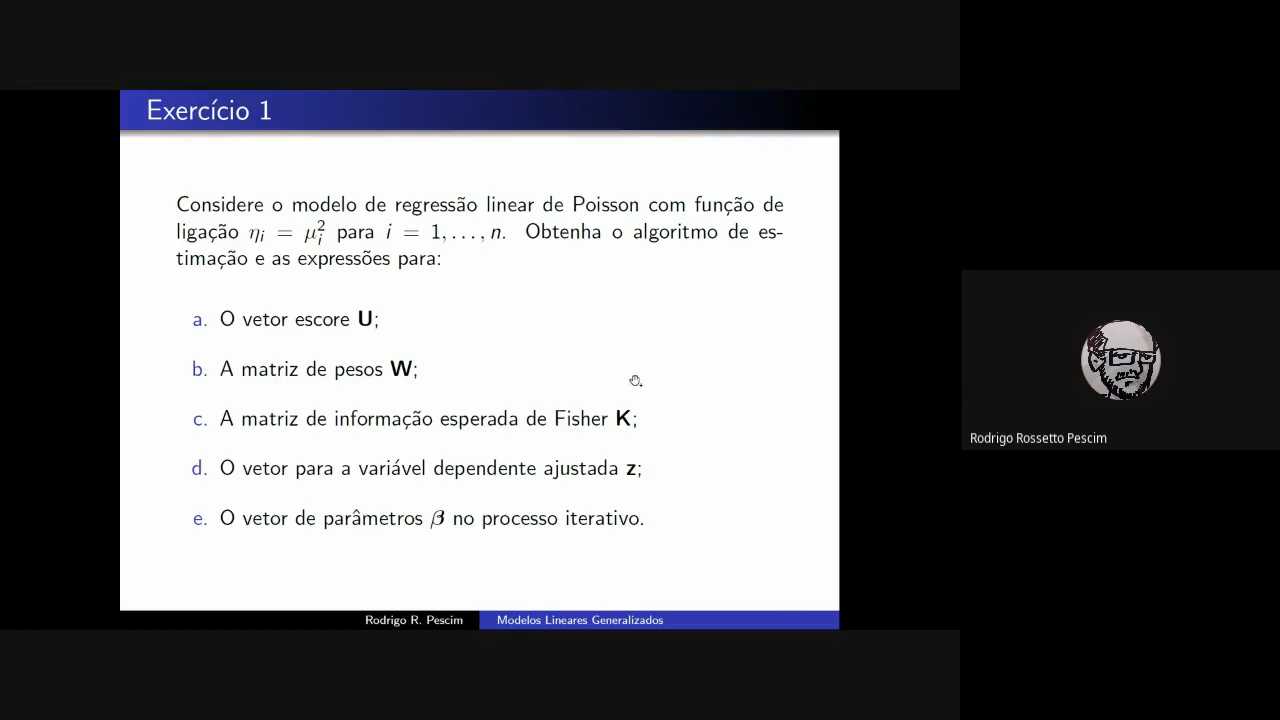 Exercício 1
Considere o modelo de regressão linear de Poisson com função de
ligação ηᵢ = μᵢ² para i = 1, . . . , n. Obtenha o algoritmo de es-
timação e as expressões para:
a. O vetor escore U;
b. A matriz de pesos W;
c. A matriz de informação esperada de Fisher K;
d. O vetor para a variável dependente ajustada z;
e. O vetor de parâmetros β no processo iterativo.
Rodrigo R. Pescim
Modelos Lineares Generalizados
Rodrigo Rossetto Pescim